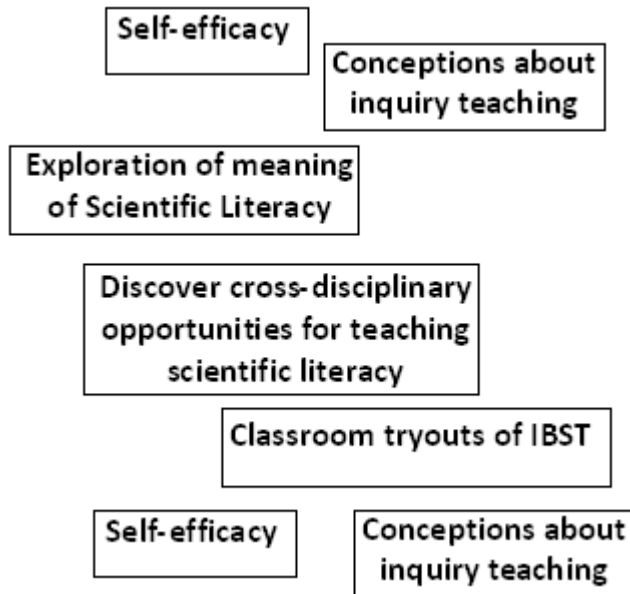 Self-efficacy
Conceptions about
inquiry teaching
Exploration of meaning
of Scientific Literacy
Discover cross-disciplinary
opportunities for teaching
scientific literacy
Classroom tryouts of IBST
Self-efficacy
Conceptions about
inquiry teaching